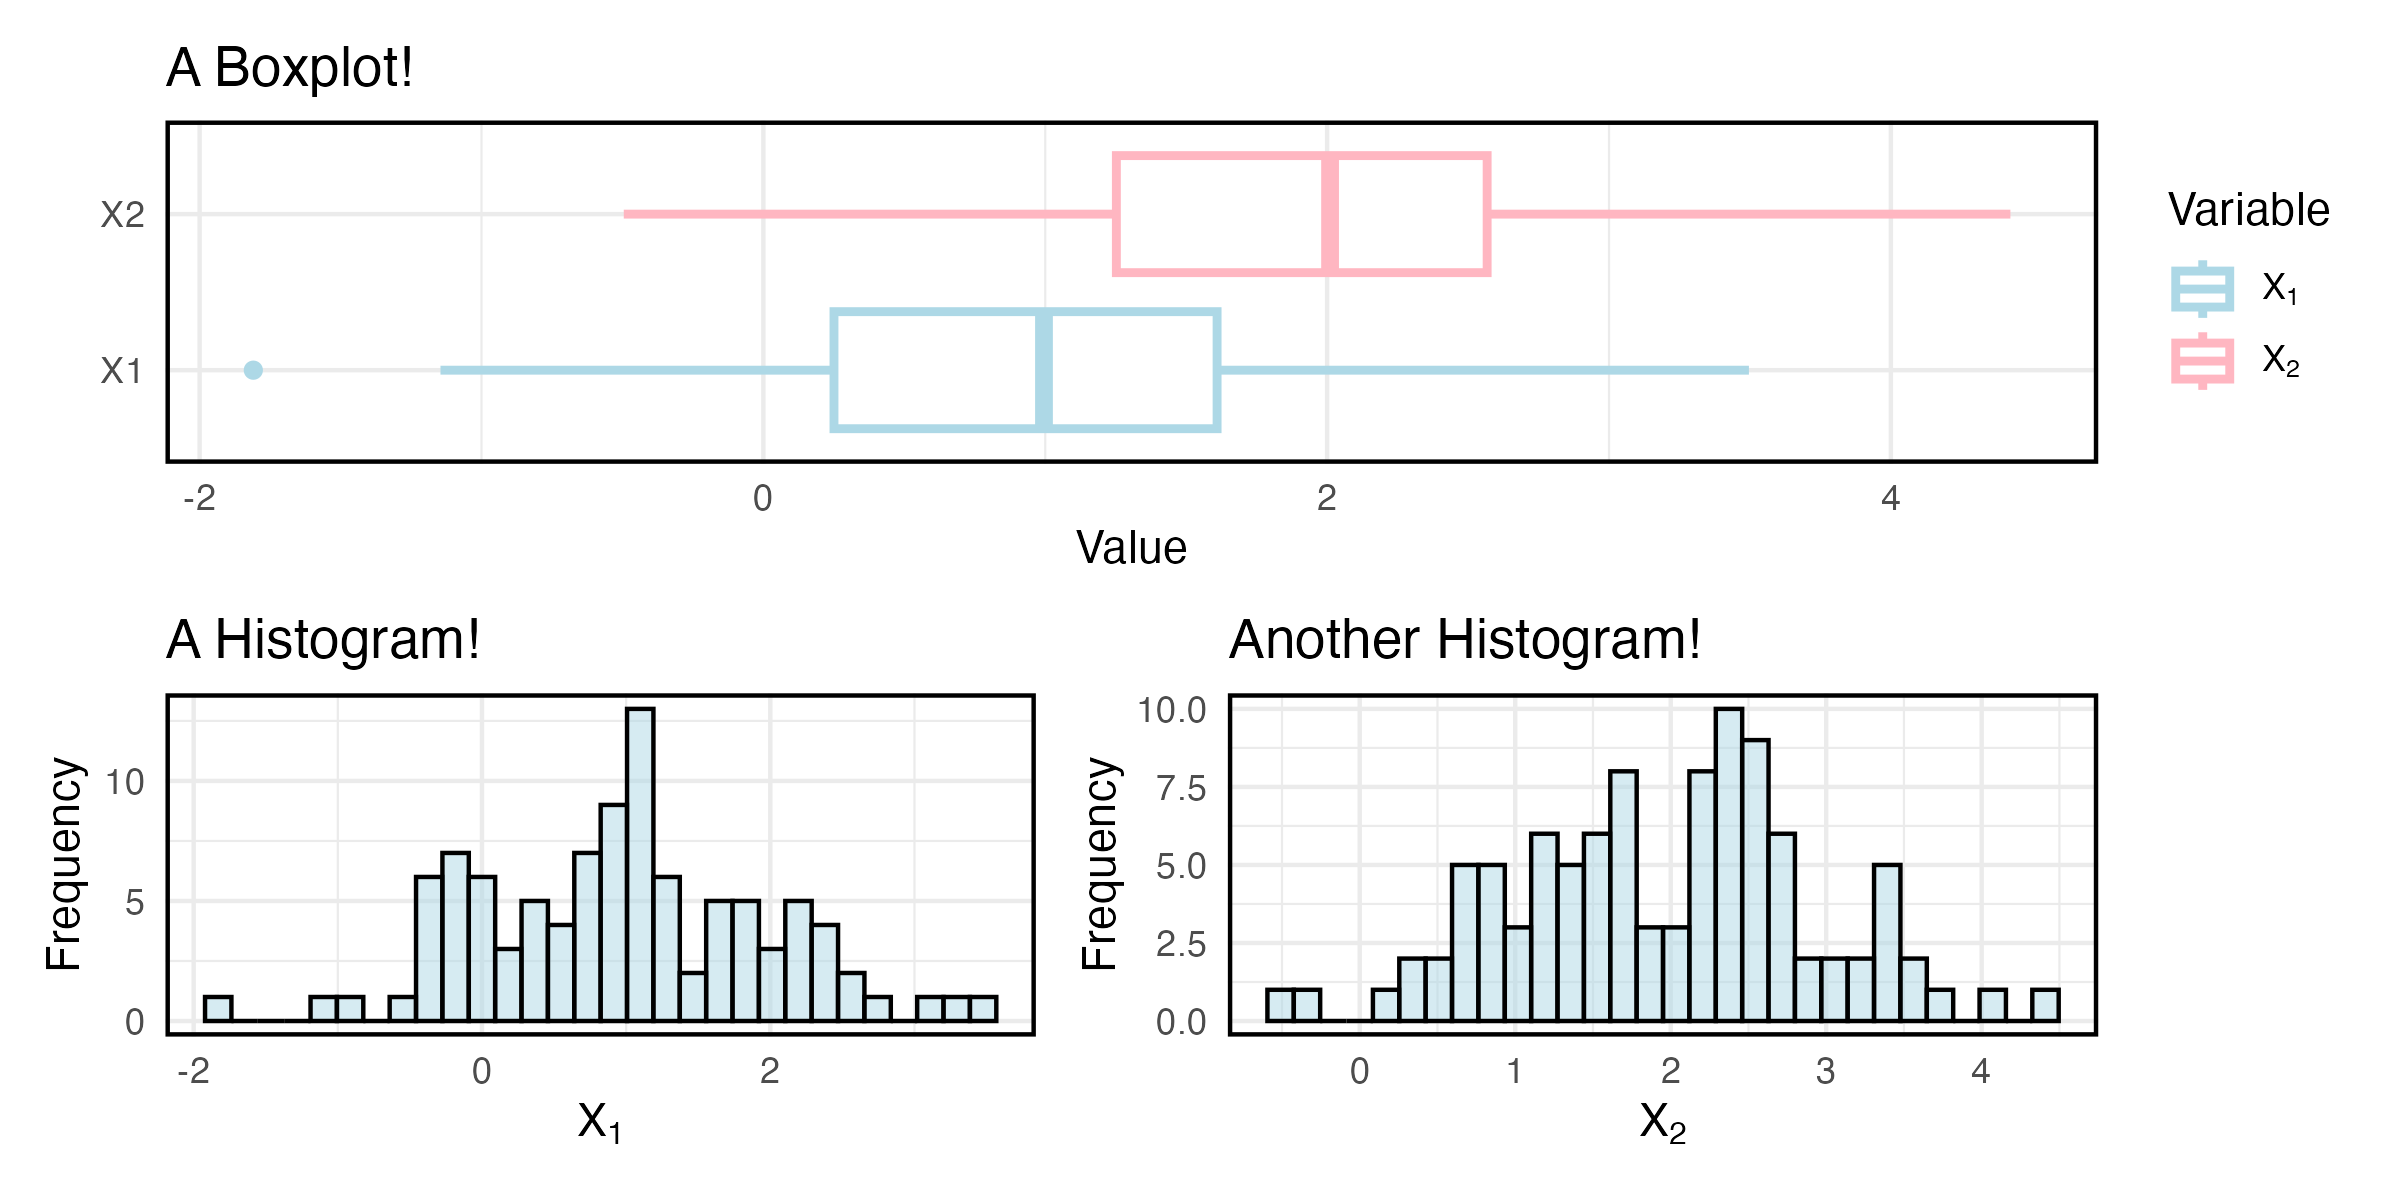 A Boxplot!
X2
X1
-2 0 2 4
Value
Variable
X₁
X₂
A Histogram!
Frequency
10
5
0
-2 0 2
X₁
Another Histogram!
Frequency
10.0
7.5
5.0
2.5
0.0
0 1 2 3 4
X₂